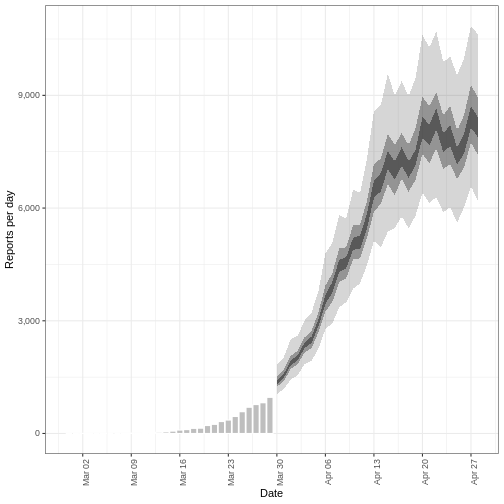 Reports per day
9,000
6,000
3,000
0
Mar 02
Mar 09
Mar 16
Mar 23
Mar 30
Apr 06
Apr 13
Apr 20
Apr 27
Date